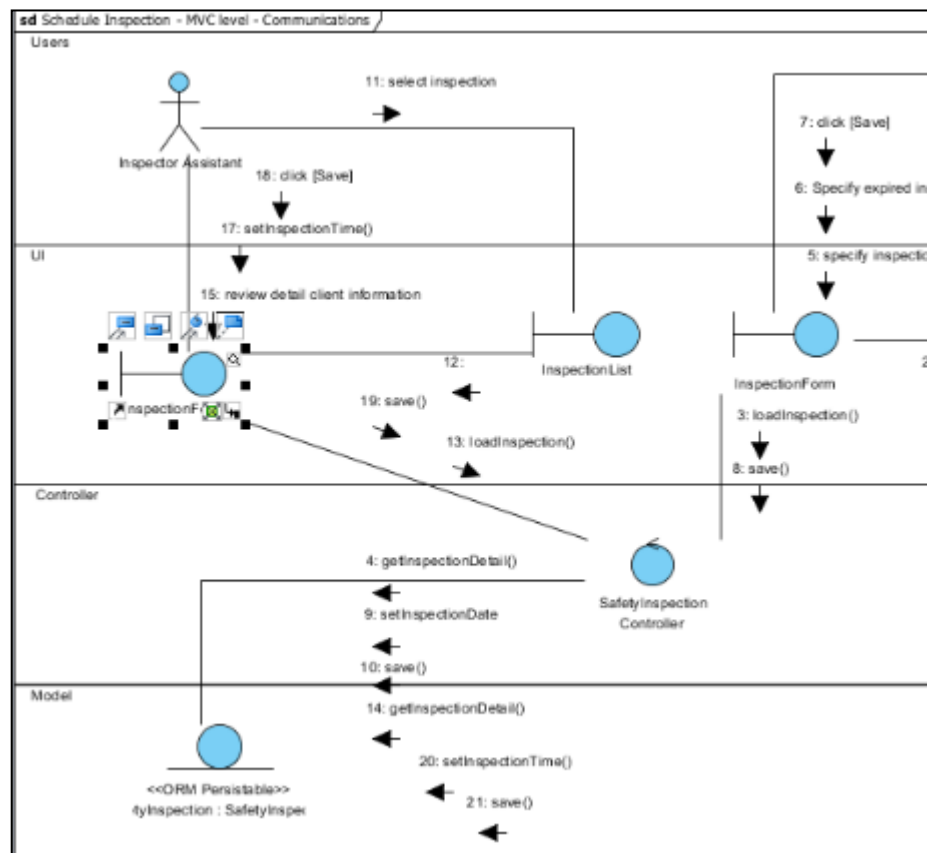 sd Schedule Inspection - MVC level - Communications
Users
11: select inspection
7: click [Save]
Inspector Assistant
18: click [Save]
6: Specify expired in
17: setInspectionTime()
UI
5: specify inspectio
15: review detail client information
12:
InspectionList
2
InspectionForm
nspectionF
19: save()
3: loadInspection()
13: loadInspection()
8: save()
Controller
4: getInspectionDetail()
SafetyInspection
Controller
9: setInspectionDate
10: save()
Model
14: getInspectionDetail()
20: setInspectionTime()
<<ORM Persistable>>
21: save()
tyInspection : SafetyInspec